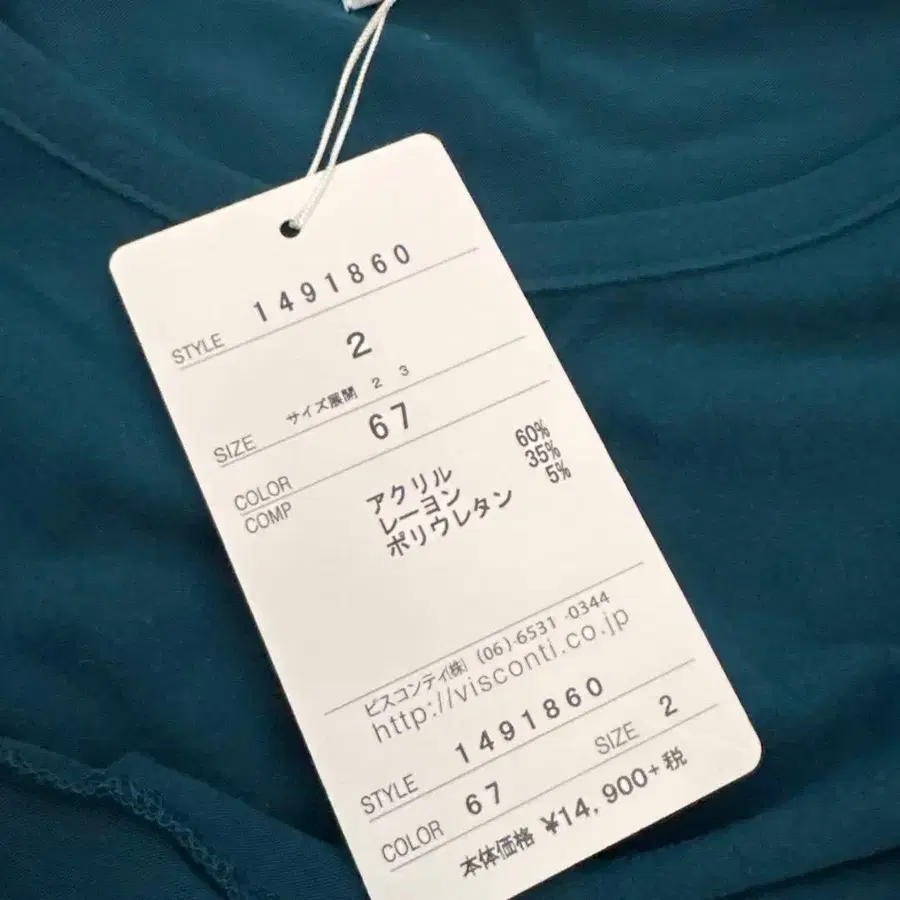 STYLE 1491860
2
SIZE サイズ展開 2 3
COLOR 67
COMP アクリル 60%
レーヨン 35%
ポリウレタン 5%
ビスコンティ(株) (06)-6531-0344
http://visconti.co.jp
STYLE 1491860
COLOR 67 SIZE 2
本体価格 ¥14,900+税